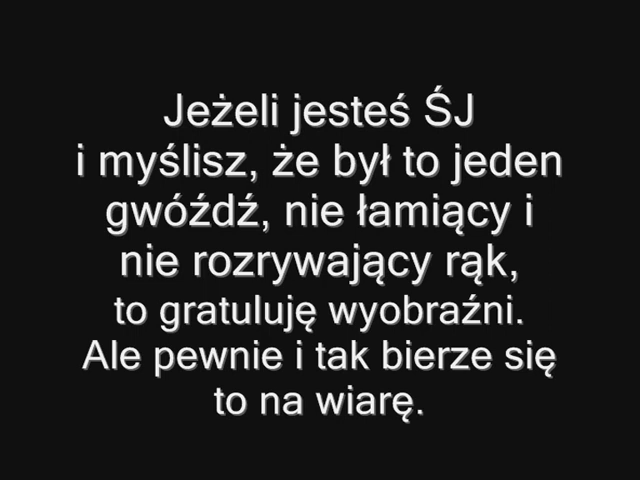 Jeżeli jesteś ŚJ
i myślisz, że był to jeden
gwóźdź, nie łamiący i
nie rozrywający rąk,
to gratuluję wyobraźni.
Ale pewnie i tak bierze się
to na wiarę.